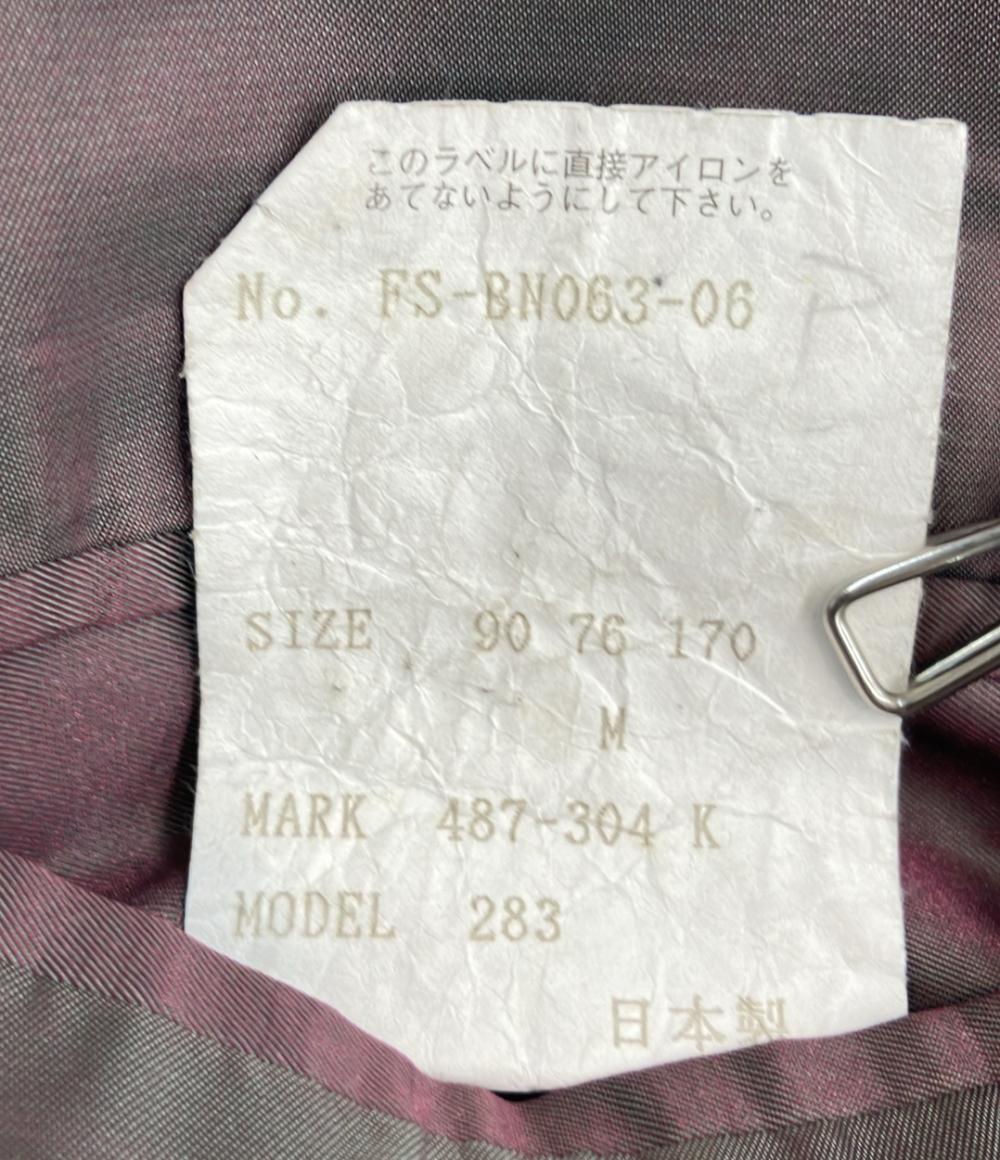 このラベルに直接アイロンを
あてないようにして下さい。
No. FS-BN063-06
SIZE 90 76 170
M
MARK 487-304 K
MODEL 283
日本製